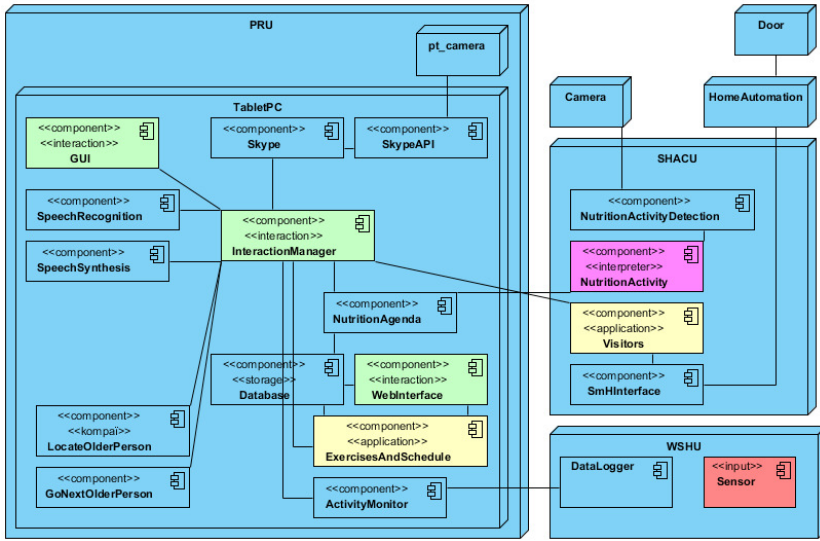 PRU
pt_camera
TabletPC
<<component>>
<<interaction>>
GUI
<<component>>
Skype
<<component>>
SkypeAPI
<<component>>
SpeechRecognition
<<component>>
<<interaction>>
InteractionManager
<<component>>
SpeechSynthesis
<<component>>
NutritionAgenda
<<component>>
<<storage>>
Database
<<component>>
<<interaction>>
WebInterface
<<component>>
<<kompaï>>
LocateOlderPerson
<<component>>
<<application>>
ExercisesAndSchedule
<<component>>
GoNextOlderPerson
<<component>>
ActivityMonitor
Door
Camera
HomeAutomation
SHACU
<<component>>
NutritionActivityDetection
<<component>>
<<interpreter>>
NutritionActivity
<<component>>
<<application>>
Visitors
<<component>>
SmHInterface
WSHU
DataLogger
<<input>>
Sensor